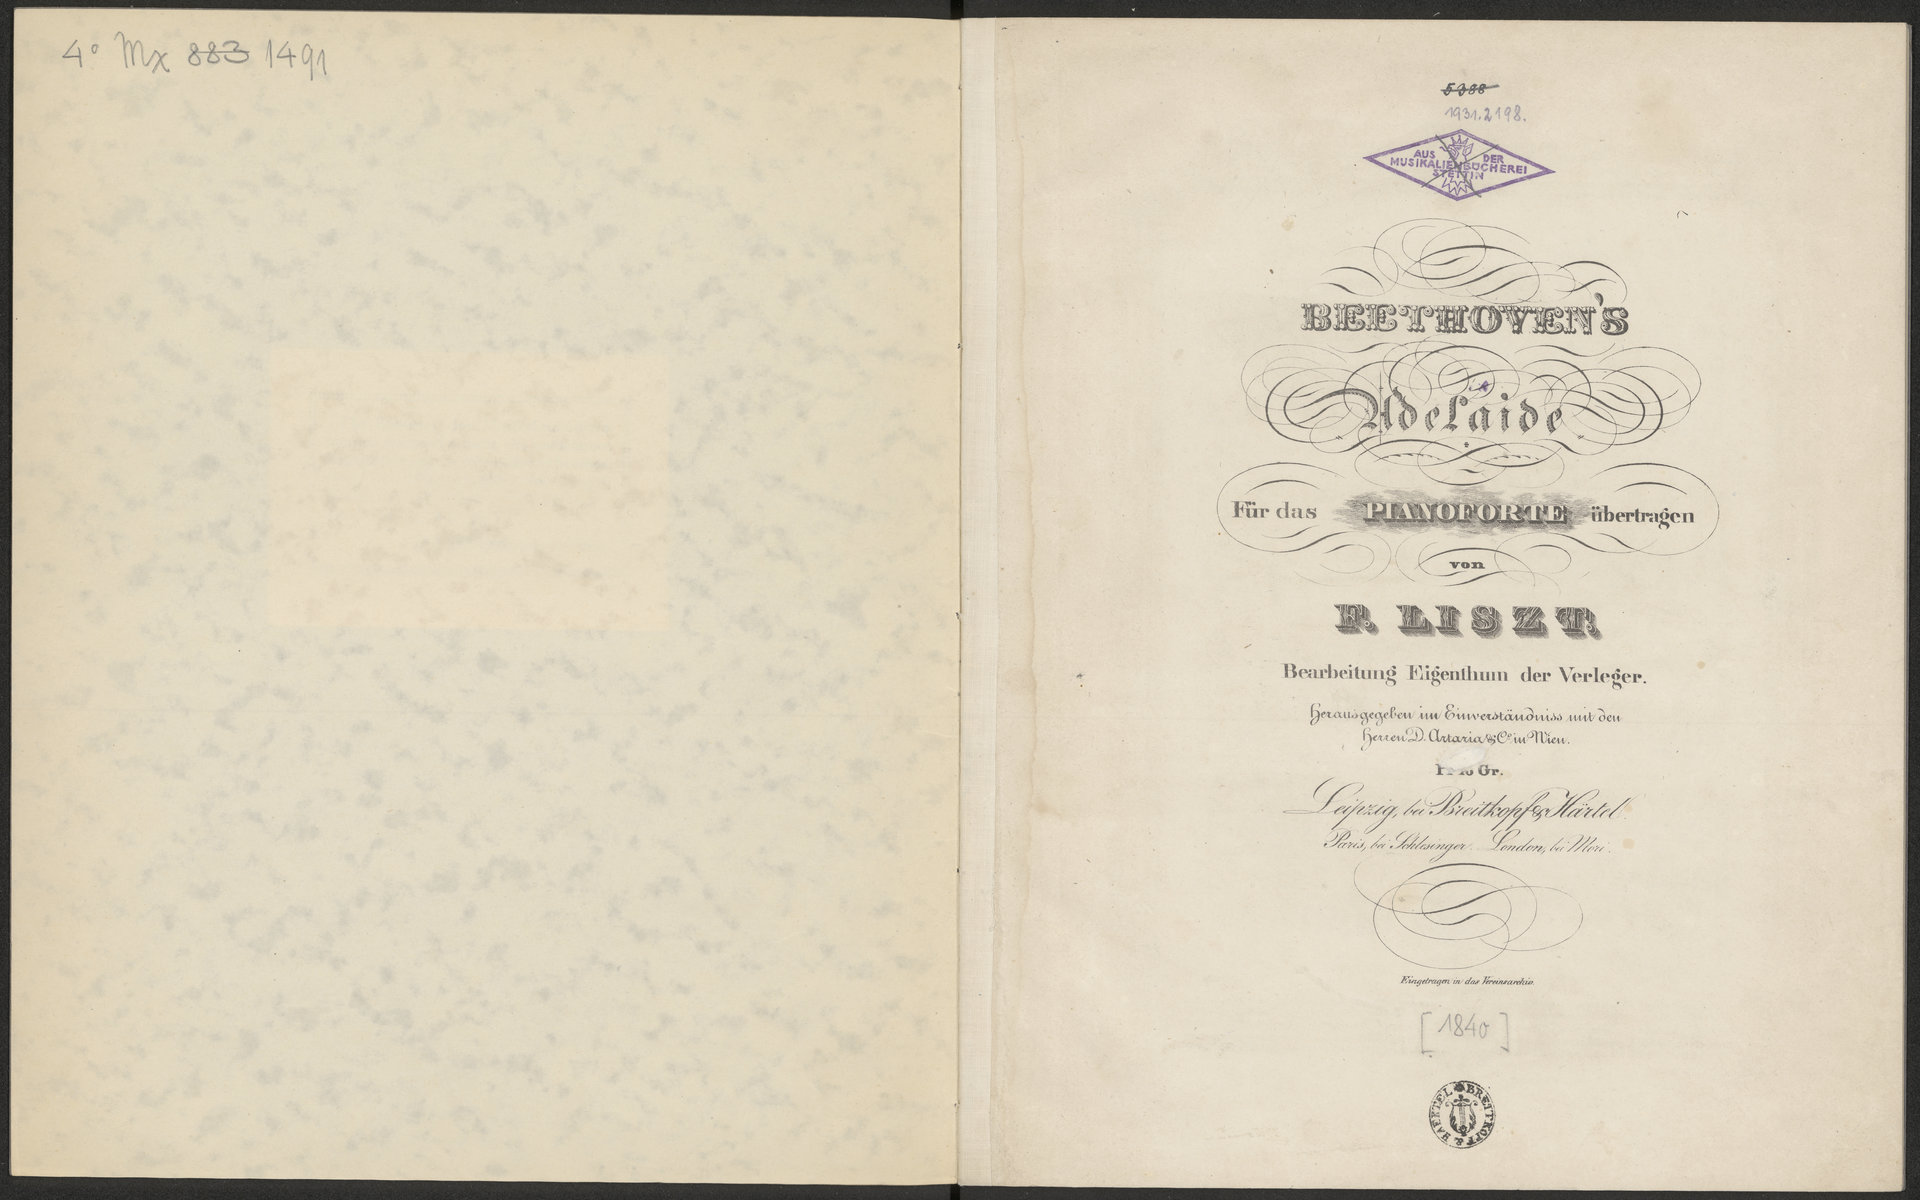 4° Mx 883 1491
5388
1931.2198.
AUS DER
MUSIKALIENBÜCHEREI
STETTIN
BEETHOVEN'S
Adelaide
Für das PIANOFORTE übertragen
von
F. LISZT.
Bearbeitung Eigenthum der Verleger.
Herausgegeben im Einverständniss mit den
Herren D. Artaria & Co. in Wien.
Gr.
Leipzig, bei Breitkopf & Härtel.
Paris, bei Schlesinger. London, bei Mori.
Eingetragen in das Vereinsarchiv.
[1840]
BREITKOPF & HAERTEL